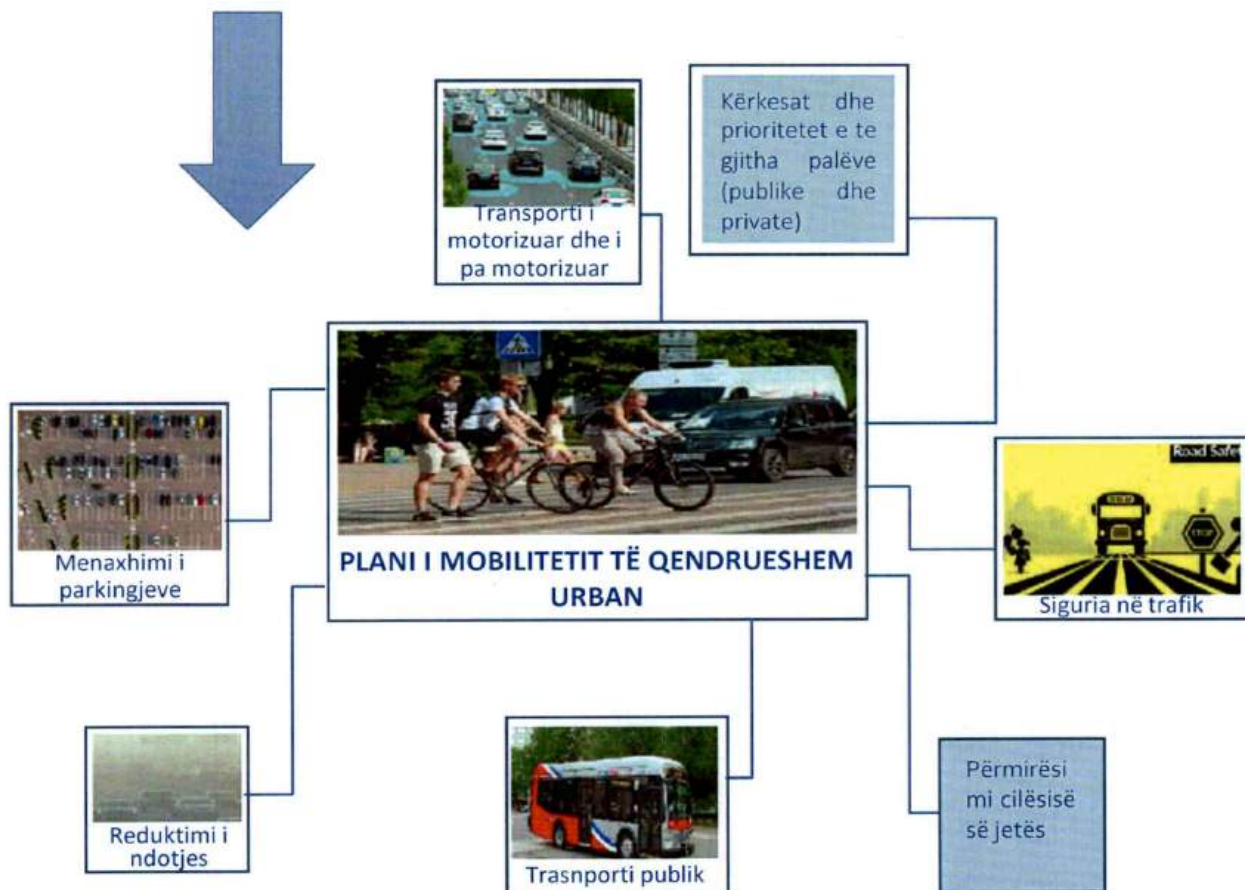 Transporti i
motorizuar dhe i
pa motorizuar
Kërkesat dhe
prioritetet e te
gjitha palëve
(publike dhe
private)
PLANI I MOBILITETIT TË QENDRUESHEM
URBAN
Menaxhimi i
parkingjeve
Road Safe
STOP
Siguria në trafik
Reduktimi i
ndotjes
Trasnporti publik
Përmirësi
mi cilësisë
së jetës